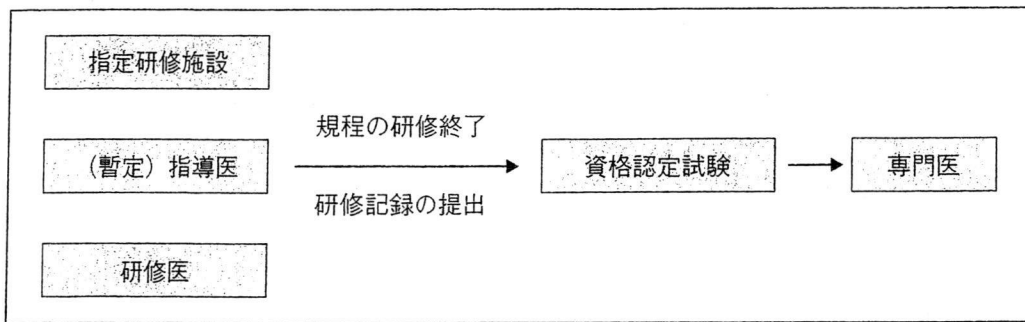 指定研修施設
(暫定)指導医
研修医
規程の研修終了
研修記録の提出
資格認定試験
専門医